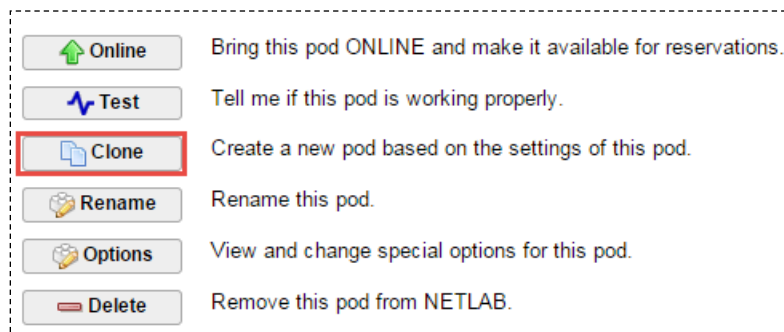 Online Bring this pod ONLINE and make it available for reservations.
Test Tell me if this pod is working properly.
Clone Create a new pod based on the settings of this pod.
Rename Rename this pod.
Options View and change special options for this pod.
Delete Remove this pod from NETLAB.